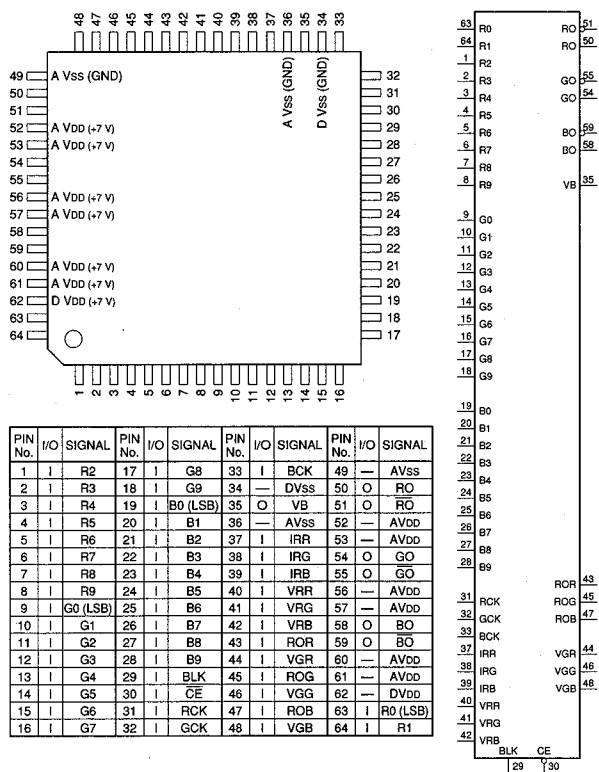 48 47 46 45 44 43 42 41 40 39 38 37 36 35 34 33
49 A Vss (GND)
50
51
52 A VDD (+7 V)
53 A VDD (+7 V)
54
55
56 A VDD (+7 V)
57 A VDD (+7 V)
58
59
60 A VDD (+7 V)
61 A VDD (+7 V)
62 D VDD (+7 V)
63
64
A Vss (GND)
D Vss (GND)
32
31
30
29
28
27
26
25
24
23
22
21
20
19
18
17
1 2 3 4 5 6 7 8 9 10 11 12 13 14 15 16
PIN No. I/O SIGNAL PIN No. I/O SIGNAL PIN No. I/O SIGNAL PIN No. I/O SIGNAL
1 I R2 17 I G8 33 I BCK 49 — AVss
2 I R3 18 I G9 34 — DVss 50 O RO
3 I R4 19 I B0 (LSB) 35 O VB 51 O R̅O̅
4 I R5 20 I B1 36 — AVss 52 — AVDD
5 I R6 21 I B2 37 I IRR 53 — AVDD
6 I R7 22 I B3 38 I IRG 54 O GO
7 I R8 23 I B4 39 I IRB 55 O G̅O̅
8 I R9 24 I B5 40 I VRR 56 — AVDD
9 I G0 (LSB) 25 I B6 41 I VRG 57 — AVDD
10 I G1 26 I B7 42 I VRB 58 O BO
11 I G2 27 I B8 43 I ROR 59 O B̅O̅
12 I G3 28 I B9 44 I VGR 60 — AVDD
13 I G4 29 I BLK 45 I ROG 61 — AVDD
14 I G5 30 I C̅E̅ 46 I VGG 62 — DVDD
15 I G6 31 I RCK 47 I ROB 63 I R0 (LSB)
16 I G7 32 I GCK 48 I VGB 64 I R1
63 R0 RO 51
64 R1 RO 50
1 R2
2 R3 GO 55
3 R4 GO 54
4 R5
5 R6 BO 59
6 R7 BO 58
7 R8
8 R9 VB 35
9 G0
10 G1
11 G2
12 G3
13 G4
14 G5
15 G6
16 G7
17 G8
18 G9
19 B0
20 B1
21 B2
22 B3
23 B4
24 B5
25 B6
26 B7
27 B8
28 B9
ROR 43
31 RCK ROG 45
32 GCK ROB 47
33 BCK
37 IRR VGR 44
38 IRG VGG 46
39 IRB VGB 48
40 VRR
41 VRG
42 VRB
BLK CE
29 30